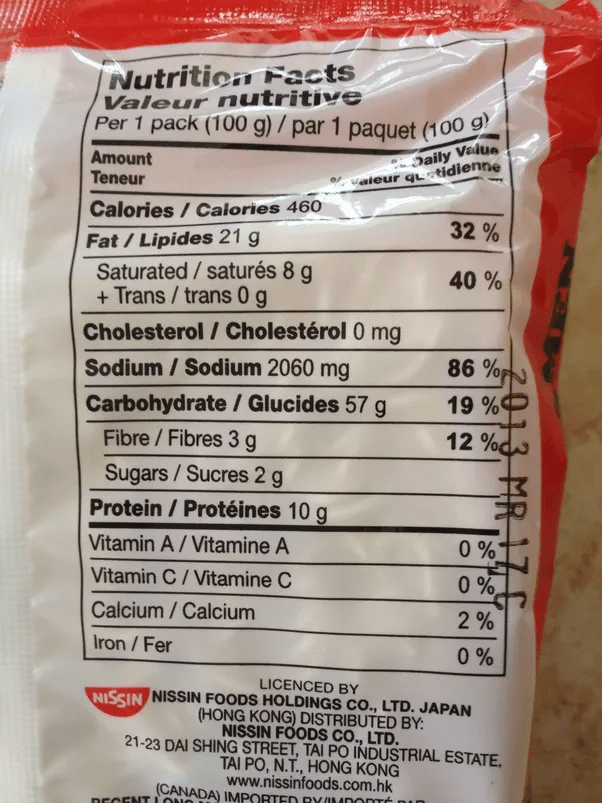 Nutrition Facts
Valeur nutritive
Per 1 pack (100 g) / par 1 paquet (100 g)
Amount
Teneur
% Daily Value
% valeur quotidienne
Calories / Calories 460
Fat / Lipides 21 g 32 %
Saturated / saturés 8 g
+ Trans / trans 0 g
40 %
Cholesterol / Cholestérol 0 mg
Sodium / Sodium 2060 mg 86 %
Carbohydrate / Glucides 57 g 19 %
Fibre / Fibres 3 g 12 %
Sugars / Sucres 2 g
Protein / Protéines 10 g
Vitamin A / Vitamine A 0 %
Vitamin C / Vitamine C 0 %
Calcium / Calcium 2 %
Iron / Fer 0 %
2013 MR 17 C
LICENCED BY
NISSIN NISSIN FOODS HOLDINGS CO., LTD. JAPAN
(HONG KONG) DISTRIBUTED BY:
NISSIN FOODS CO., LTD.
21-23 DAI SHING STREET, TAI PO INDUSTRIAL ESTATE,
TAI PO, N.T., HONG KONG
www.nissinfoods.com.hk
(CANADA) IMPORTED BY/IMPORTÉ PAR